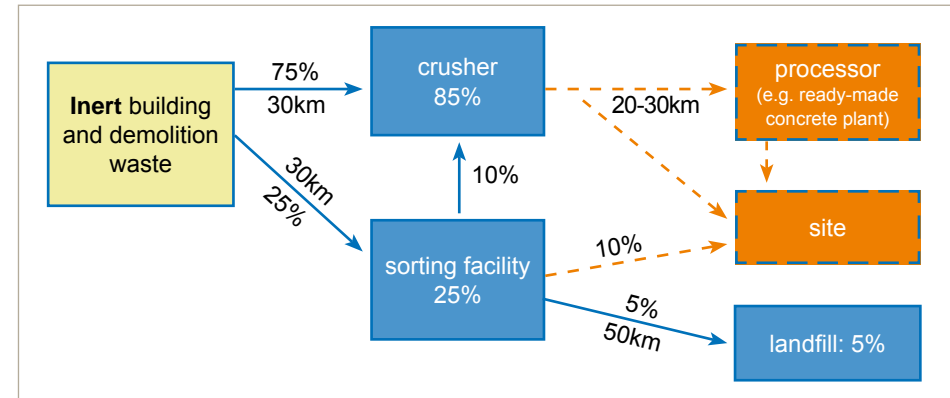 Inert building
and demolition
waste
75%
30km
crusher
85%
20-30km
processor
(e.g. ready-made
concrete plant)
30km
25%
10%
sorting facility
25%
10%
site
5%
50km
landfill: 5%